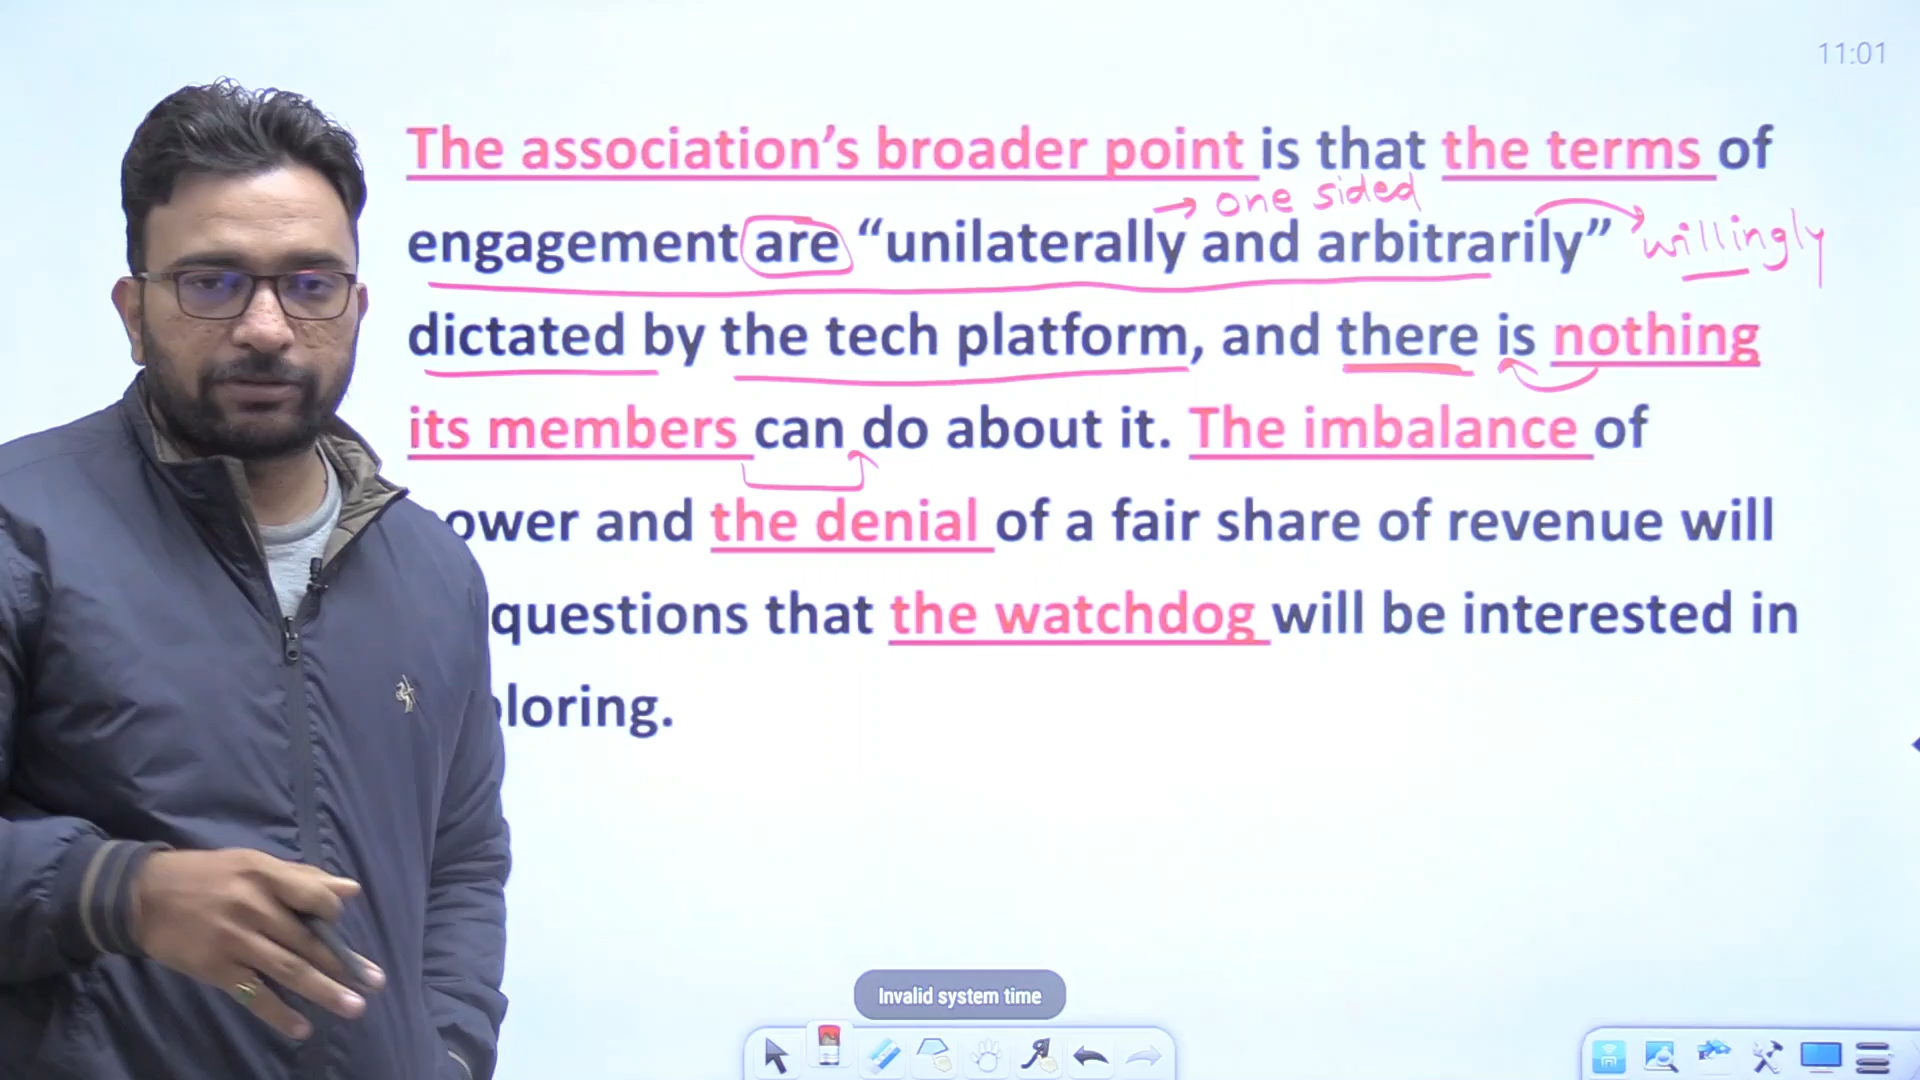 11:01
The association’s broader point is that the terms of
→ one sided
engagement are “unilaterally and arbitrarily” willingly
dictated by the tech platform, and there is nothing
its members can do about it. The imbalance of
ower and the denial of a fair share of revenue will
questions that the watchdog will be interested in
loring.
Invalid system time